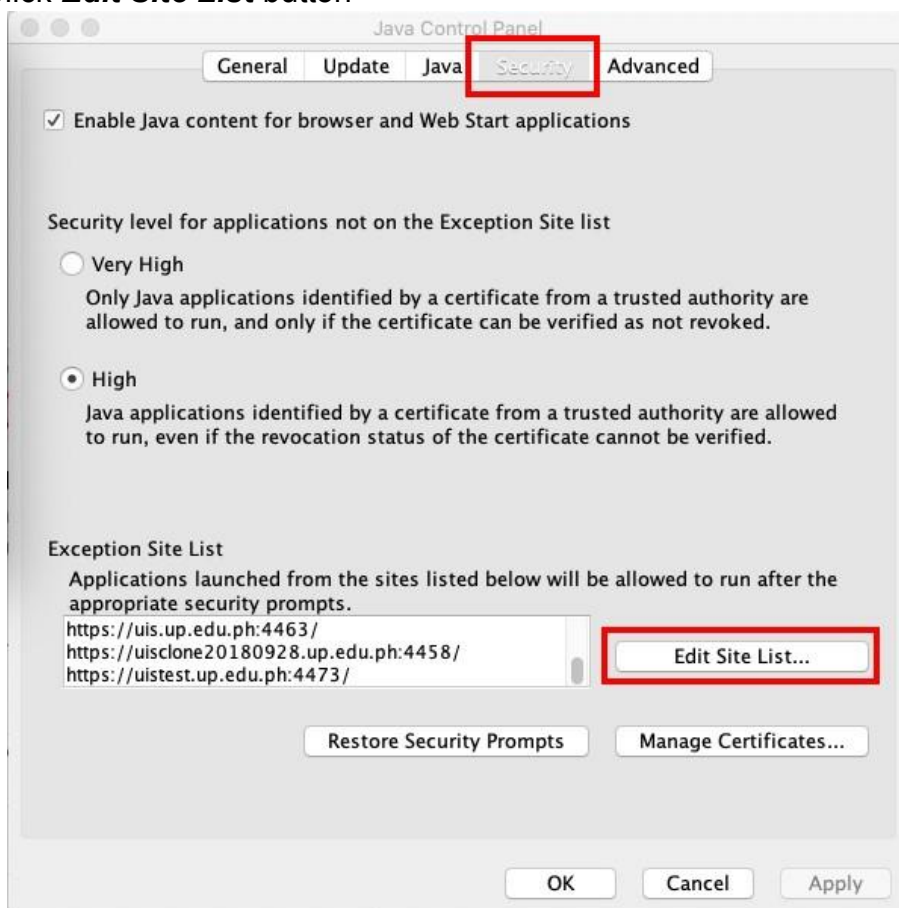 Edit Site List button
Java Control Panel
General Update Java Security Advanced
Enable Java content for browser and Web Start applications
Security level for applications not on the Exception Site list
Very High
Only Java applications identified by a certificate from a trusted authority are
allowed to run, and only if the certificate can be verified as not revoked.
High
Java applications identified by a certificate from a trusted authority are allowed
to run, even if the revocation status of the certificate cannot be verified.
Exception Site List
Applications launched from the sites listed below will be allowed to run after the
appropriate security prompts.
https://uis.up.edu.ph:4463/
https://uisclone20180928.up.edu.ph:4458/
https://uistest.up.edu.ph:4473/
Edit Site List...
Restore Security Prompts Manage Certificates...
OK Cancel Apply